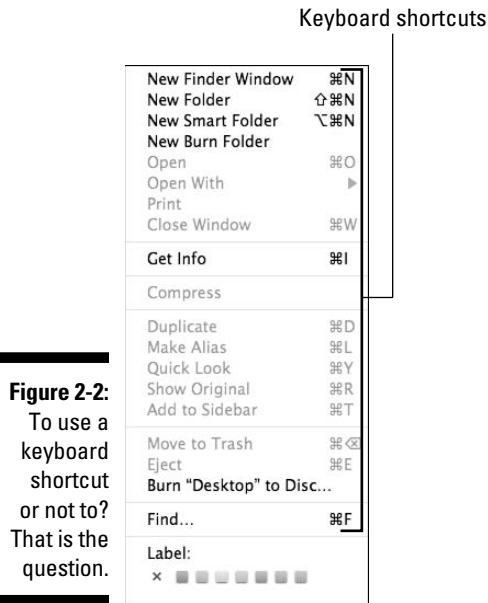 Keyboard shortcuts
New Finder Window ⌘N
New Folder ⇧⌘N
New Smart Folder ⌥⌘N
New Burn Folder
Open ⌘O
Open With ▶
Print
Close Window ⌘W
Get Info ⌘I
Compress
Duplicate ⌘D
Make Alias ⌘L
Quick Look ⌘Y
Show Original ⌘R
Add to Sidebar ⌘T
Move to Trash ⌘⌫
Eject ⌘E
Burn “Desktop” to Disc...
Find... ⌘F
Label:
×
Figure 2-2:
To use a
keyboard
shortcut
or not to?
That is the
question.